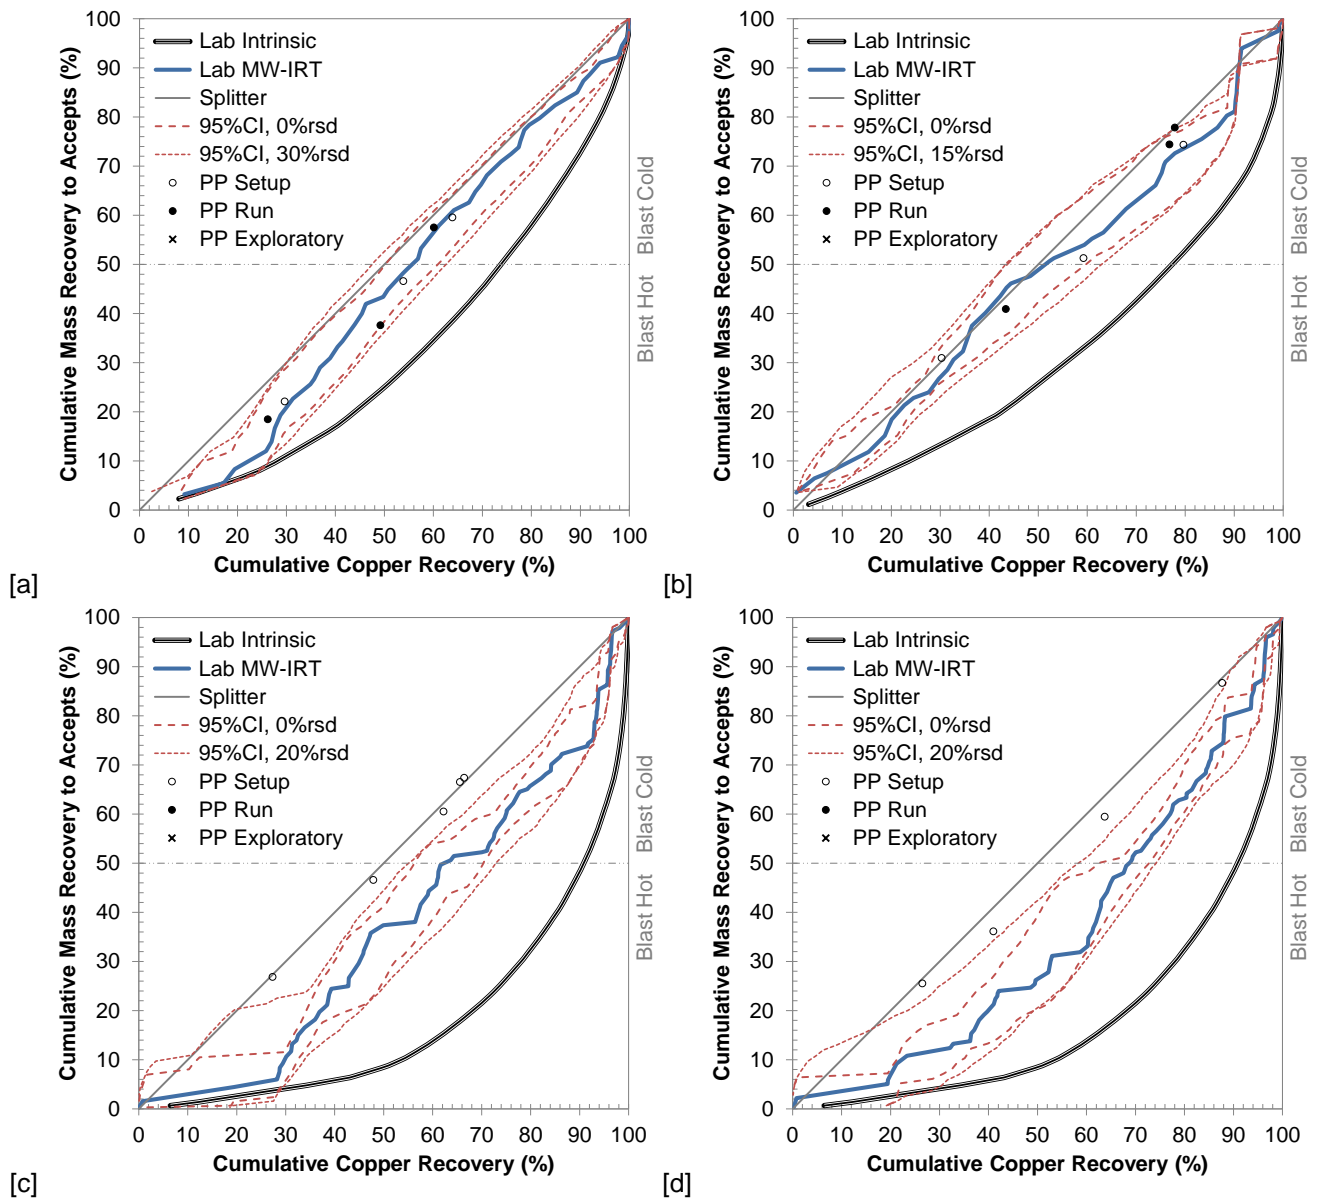 100
90
80
70
60
50
40
30
20
10
0
Cumulative Mass Recovery to Accepts (%)
Lab Intrinsic
Lab MW-IRT
Splitter
95%CI, 0%rsd
95%CI, 30%rsd
PP Setup
PP Run
PP Exploratory
Blast Cold
Blast Hot
0 10 20 30 40 50 60 70 80 90 100
Cumulative Copper Recovery (%)
[a]
100
90
80
70
60
50
40
30
20
10
0
Cumulative Mass Recovery to Accepts (%)
Lab Intrinsic
Lab MW-IRT
Splitter
95%CI, 0%rsd
95%CI, 15%rsd
PP Setup
PP Run
PP Exploratory
Blast Cold
Blast Hot
0 10 20 30 40 50 60 70 80 90 100
Cumulative Copper Recovery (%)
[b]
100
90
80
70
60
50
40
30
20
10
0
Cumulative Mass Recovery to Accepts (%)
Lab Intrinsic
Lab MW-IRT
Splitter
95%CI, 0%rsd
95%CI, 20%rsd
PP Setup
PP Run
PP Exploratory
Blast Cold
Blast Hot
0 10 20 30 40 50 60 70 80 90 100
Cumulative Copper Recovery (%)
[c]
100
90
80
70
60
50
40
30
20
10
0
Cumulative Mass Recovery to Accepts (%)
Lab Intrinsic
Lab MW-IRT
Splitter
95%CI, 0%rsd
95%CI, 20%rsd
PP Setup
PP Run
PP Exploratory
Blast Cold
Blast Hot
0 10 20 30 40 50 60 70 80 90 100
Cumulative Copper Recovery (%)
[d]